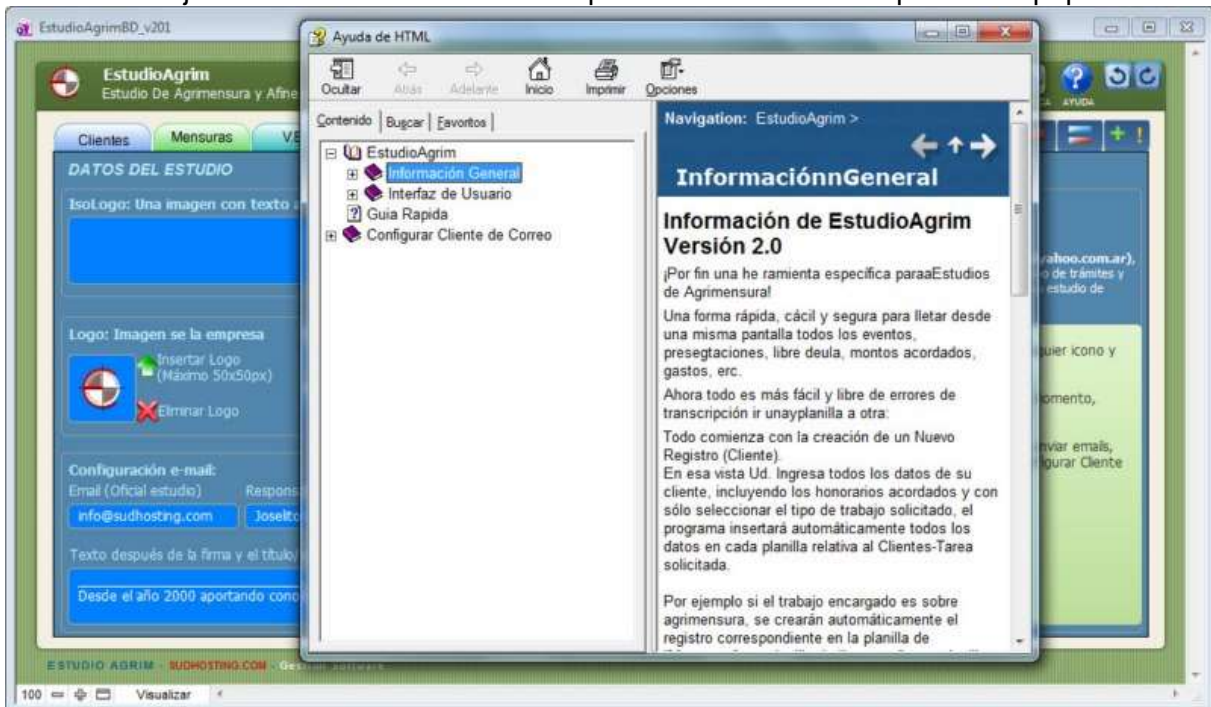 EstudioAgrimBD_v201
EstudioAgrim
Estudio De Agrimensura y Afine
AYUDA
Clientes
Mensuras
DATOS DEL ESTUDIO
IsoLogo: Una imagen con texto
Logo: Imagen se la empresa
Insertar Logo
(Máximo 50x50px)
Eliminar Logo
Configuración e-mail:
Email (Oficial estudio)
info@sudhosting.com
Joselito
Texto después de la firma y el título/
Desde el año 2000 aportando cono
ESTUDIO AGRIM - SUDHOSTING.COM - Gestión Software
100
Visualizar
Ayuda de HTML
Ocultar
Atrás
Adelante
Inicio
Imprimir
Opciones
Contenido
Buscar
Favoritos
EstudioAgrim
Información General
Interfaz de Usuario
Guia Rapida
Configurar Cliente de Correo
Navigation: EstudioAgrim >
InformaciónnGeneral
Información de EstudioAgrim
Versión 2.0
¡Por fin una he ramienta específica paraaEstudios
de Agrimensura!
Una forma rápida, cácil y segura para lletar desde
una misma pantalla todos los eventos,
presegtaciones, libre deula, montos acordados,
gastos, erc.
Ahora todo es más fácil y libre de errores de
transcripción ir unayplanilla a otra:
Todo comienza con la creación de un Nuevo
Registro (Cliente).
En esa vista Ud. Ingresa todos los datos de su
cliente, incluyendo los honorarios acordados y con
sólo seleccionar el tipo de trabajo solicitado, el
programa insertará automáticamente todos los
datos en cada planilla relativa al Clientes-Tarea
solicitada.
Por ejemplo si el trabajo encargado es sobre
agrimensura, se crearán automáticamente el
registro correspondiente en la planilla de
yahoo.com.ar),
o de trámites y
estudio de
quier icono y
omento,
nviar emails,
igurar Cliente